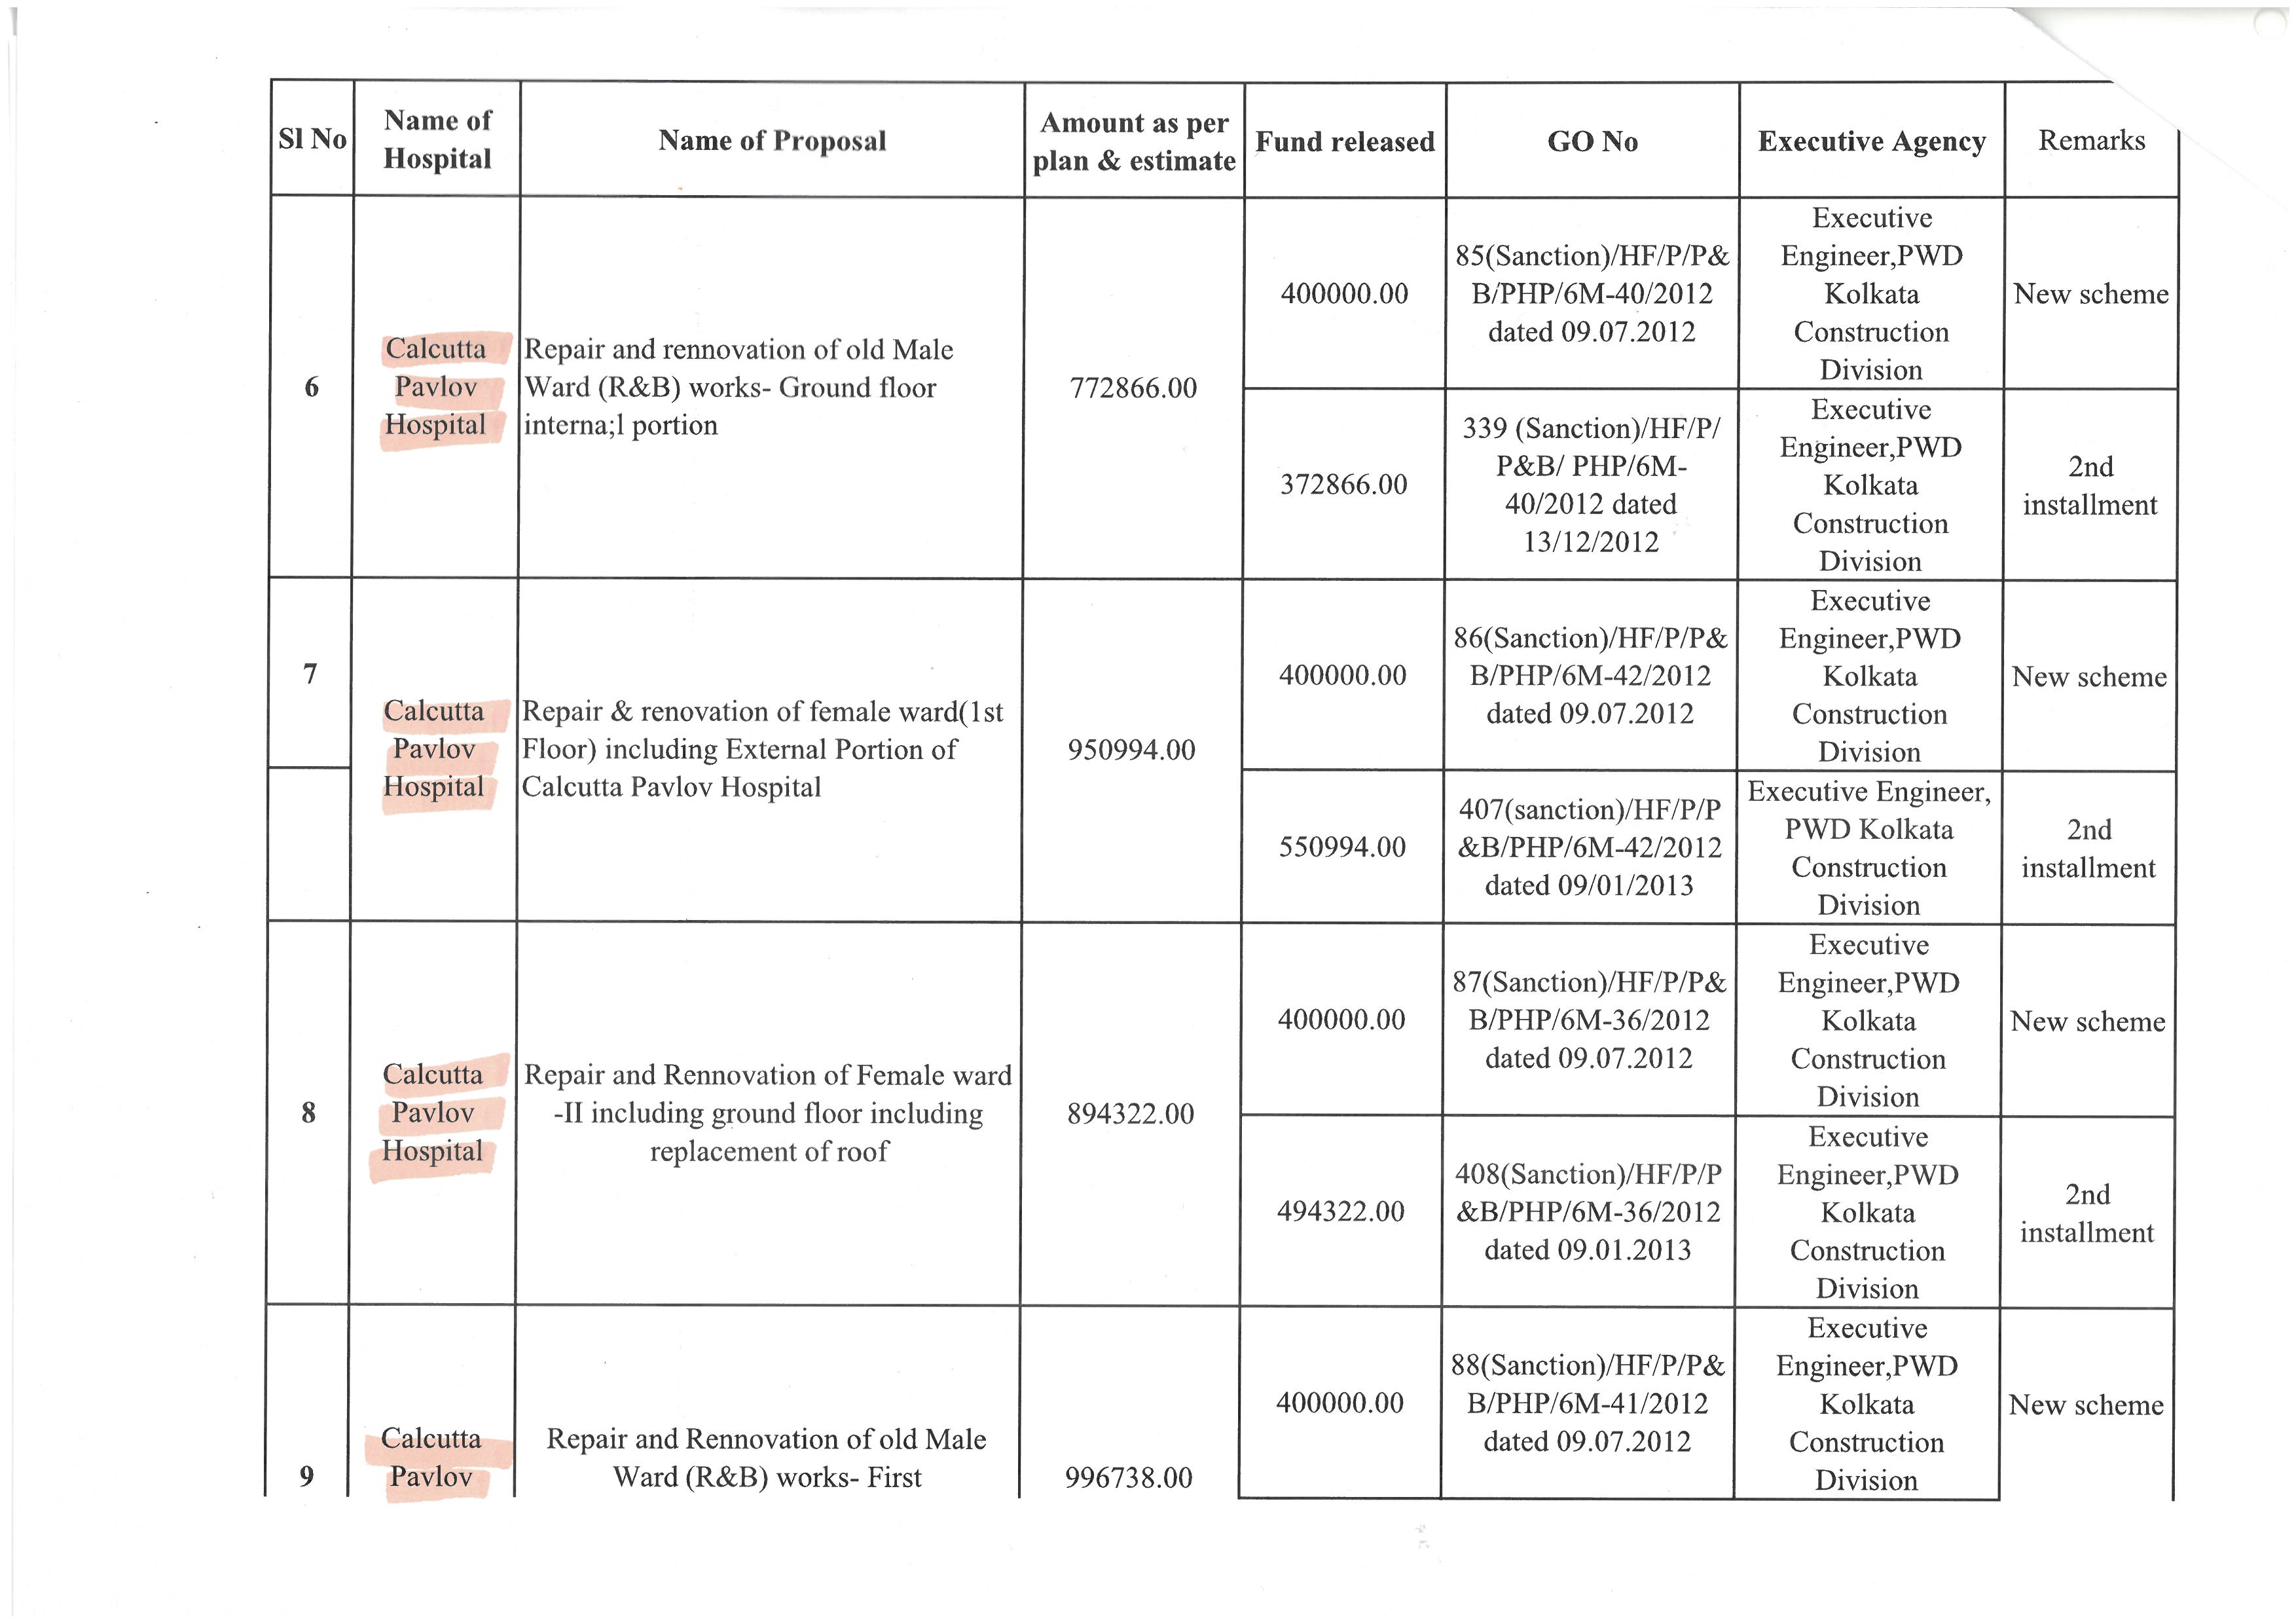 Sl No
Name of
Hospital
Name of Proposal
Amount as per
plan & estimate
Fund released
GO No
Executive Agency
Remarks
6
Calcutta
Pavlov
Hospital
Repair and rennovation of old Male
Ward (R&B) works- Ground floor
interna;l portion
772866.00
400000.00
85(Sanction)/HF/P/P&
B/PHP/6M-40/2012
dated 09.07.2012
Executive
Engineer,PWD
Kolkata
Construction
Division
New scheme
372866.00
339 (Sanction)/HF/P/
P&B/ PHP/6M-
40/2012 dated
13/12/2012
Executive
Engineer,PWD
Kolkata
Construction
Division
2nd
installment
7
Calcutta
Pavlov
Hospital
Repair & renovation of female ward(1st
Floor) including External Portion of
Calcutta Pavlov Hospital
950994.00
400000.00
86(Sanction)/HF/P/P&
B/PHP/6M-42/2012
dated 09.07.2012
Executive
Engineer,PWD
Kolkata
Construction
Division
New scheme
550994.00
407(sanction)/HF/P/P
&B/PHP/6M-42/2012
dated 09/01/2013
Executive Engineer,
PWD Kolkata
Construction
Division
2nd
installment
8
Calcutta
Pavlov
Hospital
Repair and Rennovation of Female ward
-II including ground floor including
replacement of roof
894322.00
400000.00
87(Sanction)/HF/P/P&
B/PHP/6M-36/2012
dated 09.07.2012
Executive
Engineer,PWD
Kolkata
Construction
Division
New scheme
494322.00
408(Sanction)/HF/P/P
&B/PHP/6M-36/2012
dated 09.01.2013
Executive
Engineer,PWD
Kolkata
Construction
Division
2nd
installment
9
Calcutta
Pavlov
Repair and Rennovation of old Male
Ward (R&B) works- First
996738.00
400000.00
88(Sanction)/HF/P/P&
B/PHP/6M-41/2012
dated 09.07.2012
Executive
Engineer,PWD
Kolkata
Construction
Division
New scheme